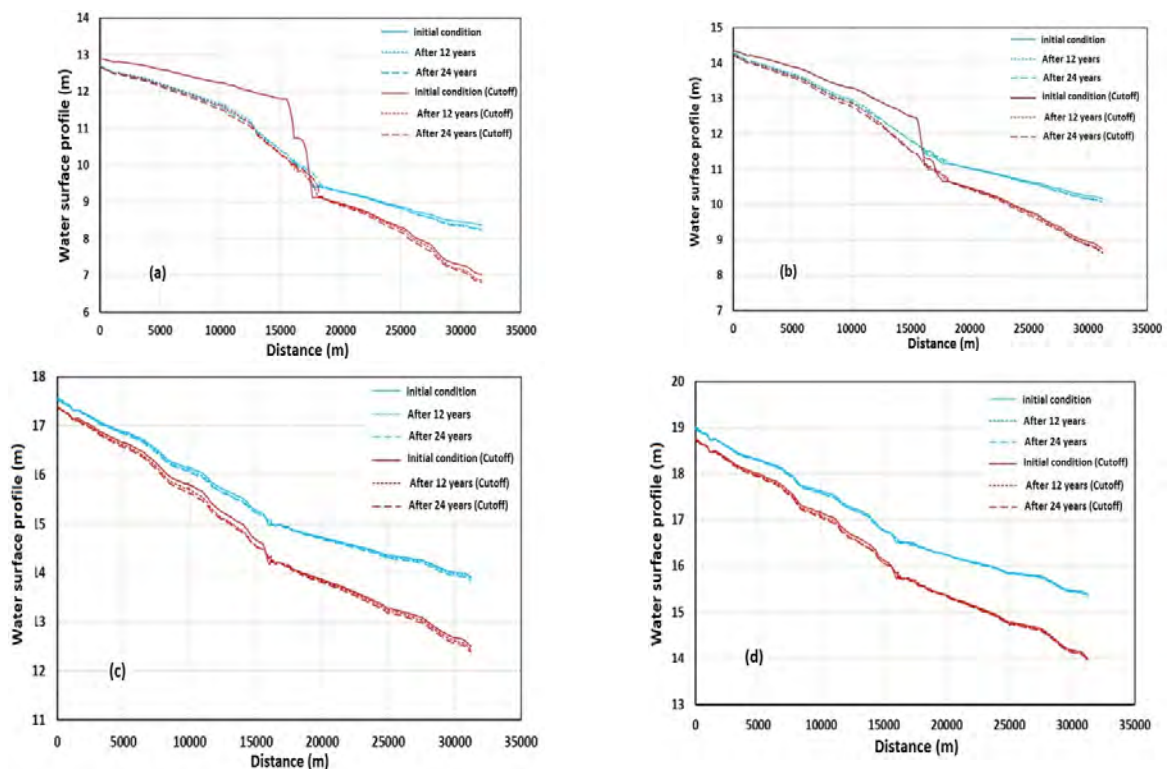 14
13
12
11
10
9
8
7
6
Water surface profile (m)
initial condition
After 12 years
After 24 years
Initial condition (Cutoff)
After 12 years (Cutoff)
After 24 years (Cutoff)
(a)
0 5000 10000 15000 20000 25000 30000 35000
Distance (m)
15
14
13
12
11
10
9
8
7
Water surface profile (m)
initial condition
After 12 years
After 24 years
Initial condition (Cutoff)
After 12 years (Cutoff)
After 24 years (Cutoff)
(b)
0 5000 10000 15000 20000 25000 30000 35000
Distance (m)
18
17
16
15
14
13
12
11
Water surface profile (m)
initial condition
After 12 years
After 24 years
Initial condition (Cutoff)
After 12 years (Cutoff)
After 24 years (Cutoff)
(c)
0 5000 10000 15000 20000 25000 30000 35000
Distance (m)
20
19
18
17
16
15
14
13
Water surface profile (m)
initial condition
After 12 years
After 24 years
Initial condition (Cutoff)
After 12 years (Cutoff)
After 24 years (Cutoff)
(d)
0 5000 10000 15000 20000 25000 30000 35000
Distance (m)